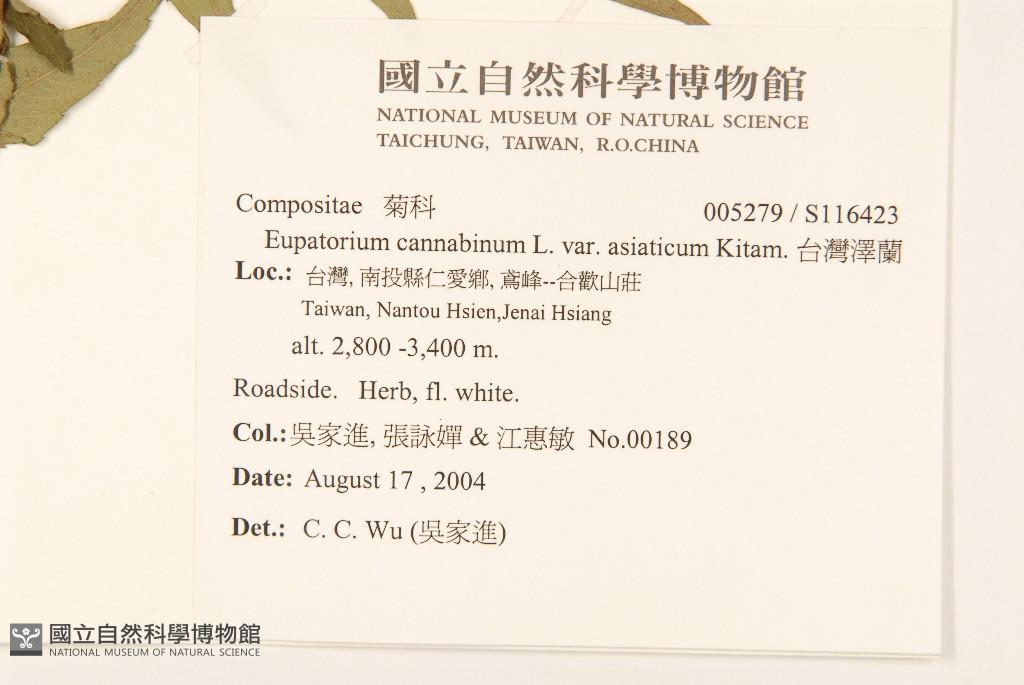 國立自然科學博物館
NATIONAL MUSEUM OF NATURAL SCIENCE
TAICHUNG, TAIWAN, R.O.CHINA
Compositae 菊科 005279 / S116423
Eupatorium cannabinum L. var. asiaticum Kitam. 台灣澤蘭
Loc.: 台灣, 南投縣仁愛鄉, 鳶峰--合歡山莊
Taiwan, Nantou Hsien,Jenai Hsiang
alt. 2,800 -3,400 m.
Roadside. Herb, fl. white.
Col.: 吳家進, 張詠嬋 & 江惠敏 No.00189
Date: August 17 , 2004
Det.: C. C. Wu (吳家進)
國立自然科學博物館
NATIONAL MUSEUM OF NATURAL SCIENCE